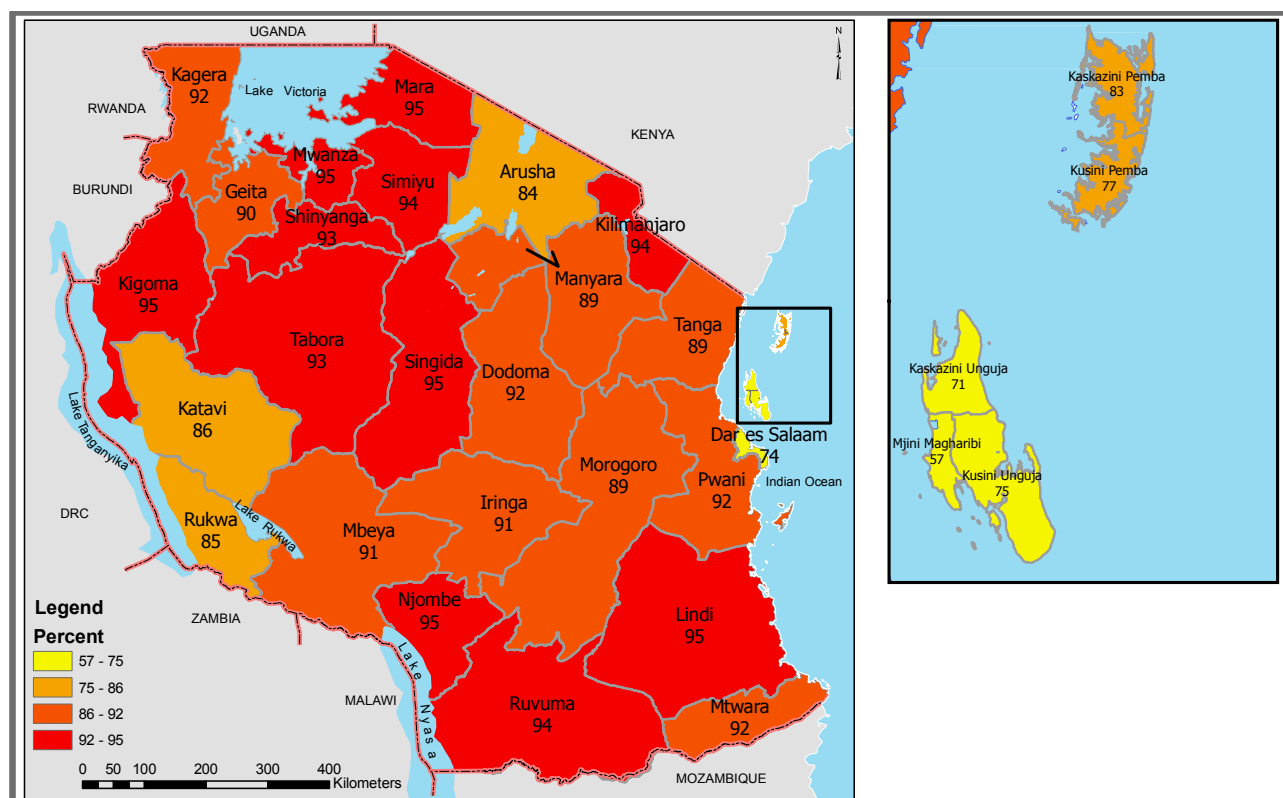 UGANDA
N
Kagera
92
Lake Victoria
Mara
95
RWANDA
KENYA
Mwanza
95
Simiyu
94
Arusha
84
BURUNDI
Geita
90
Shinyanga
93
Kilimanjaro
94
Kigoma
95
Manyara
89
Tabora
93
Singida
95
Tanga
89
Dodoma
92
Katavi
86
Lake Tanganyika
Dar es Salaam
74
Morogoro
89
Pwani
92
Indian Ocean
Iringa
91
DRC
Rukwa
85
Lake Rukwa
Mbeya
91
ZAMBIA
Njombe
95
Lindi
95
Lake Nyasa
MALAWI
Ruvuma
94
Mtwara
92
MOZAMBIQUE
Legend
Percent
57 - 75
75 - 86
86 - 92
92 - 95
0 50 100 200 300 400
Kilometers
Kaskazini Pemba
83
Kusini Pemba
77
Kaskazini Unguja
71
Mjini Magharibi
57
Kusini Unguja
75